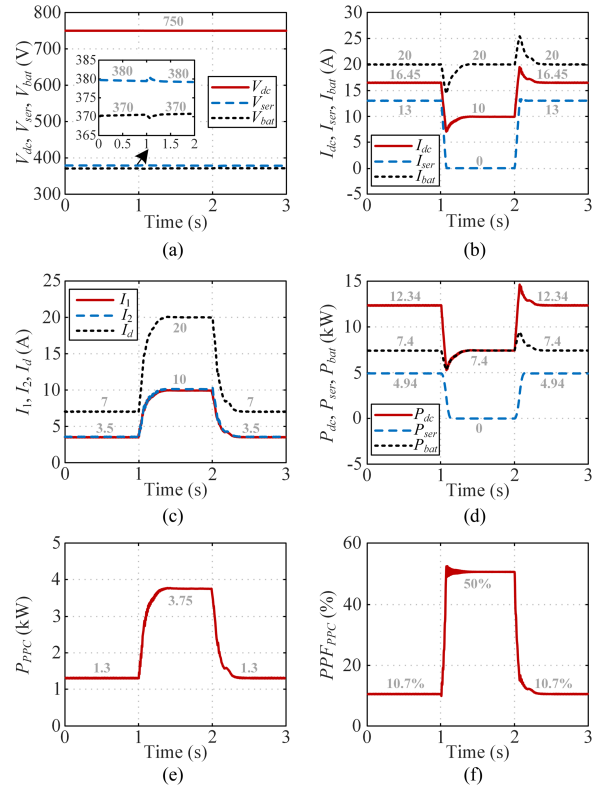 800
700
600
500
400
300
V_dc, V_ser, V_bat (V)
750
380
375
370
365
380 380
370 370
0 0.5 1 1.5 2
V_dc
V_ser
V_bat
0 1 2 3
Time (s)
(a)
30
25
20
15
10
5
0
-5
I_dc, I_ser, I_bat (A)
20 20 20
16.45 16.45
13 10 13
0
I_dc
I_ser
I_bat
0 1 2 3
Time (s)
(b)
25
20
15
10
5
0
I_1, I_2, I_d (A)
I_1
I_2
I_d
20
10
7 7
3.5 3.5
0 1 2 3
Time (s)
(c)
15
10
5
0
-5
P_dc, P_ser, P_bat (kW)
12.34 12.34
7.4 7.4 7.4
4.94 4.94
0
P_dc
P_ser
P_bat
0 1 2 3
Time (s)
(d)
5
4
3
2
1
0
P_PPC (kW)
3.75
1.3 1.3
0 1 2 3
Time (s)
(e)
60
40
20
0
PPF_PPC (%)
50%
10.7% 10.7%
0 1 2 3
Time (s)
(f)